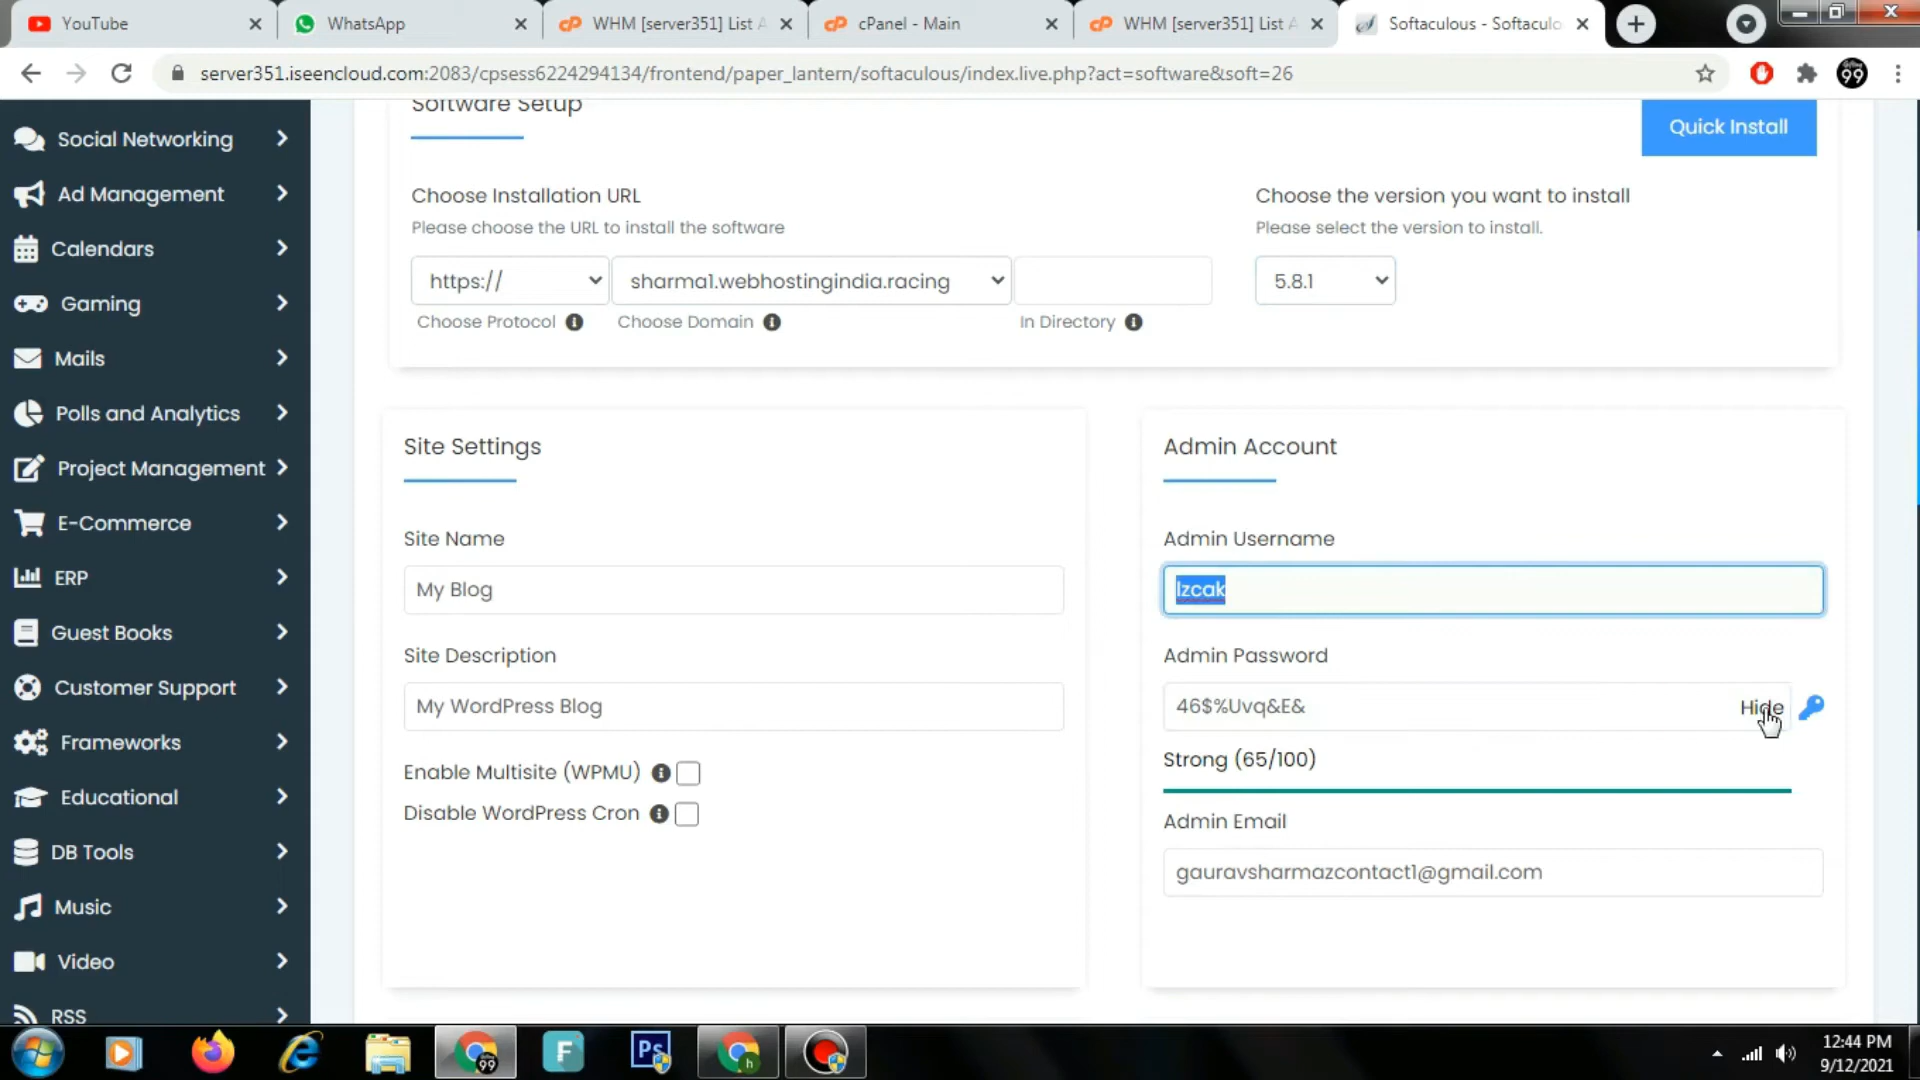 YouTube
WhatsApp
WHM [server351] List A
cPanel - Main
WHM [server351] List A
Softaculous - Softaculo
server351.iseencloud.com:2083/cpsess6224294134/frontend/paper_lantern/softaculous/index.live.php?act=software&soft=26
99
Social Networking
Ad Management
Calendars
Gaming
Mails
Polls and Analytics
Project Management
E-Commerce
ERP
Guest Books
Customer Support
Frameworks
Educational
DB Tools
Music
Video
RSS
Software Setup
Quick Install
Choose Installation URL
Please choose the URL to install the software
https://
sharma1.webhostingindia.racing
Choose Protocol
Choose Domain
In Directory
Choose the version you want to install
Please select the version to install.
5.8.1
Site Settings
Site Name
My Blog
Site Description
My WordPress Blog
Enable Multisite (WPMU)
Disable WordPress Cron
Admin Account
Admin Username
Izcak
Admin Password
46$%Uvq&E&
Hide
Strong (65/100)
Admin Email
gauravsharmazcontact1@gmail.com
99
F
Ps
h
12:44 PM
9/12/2021